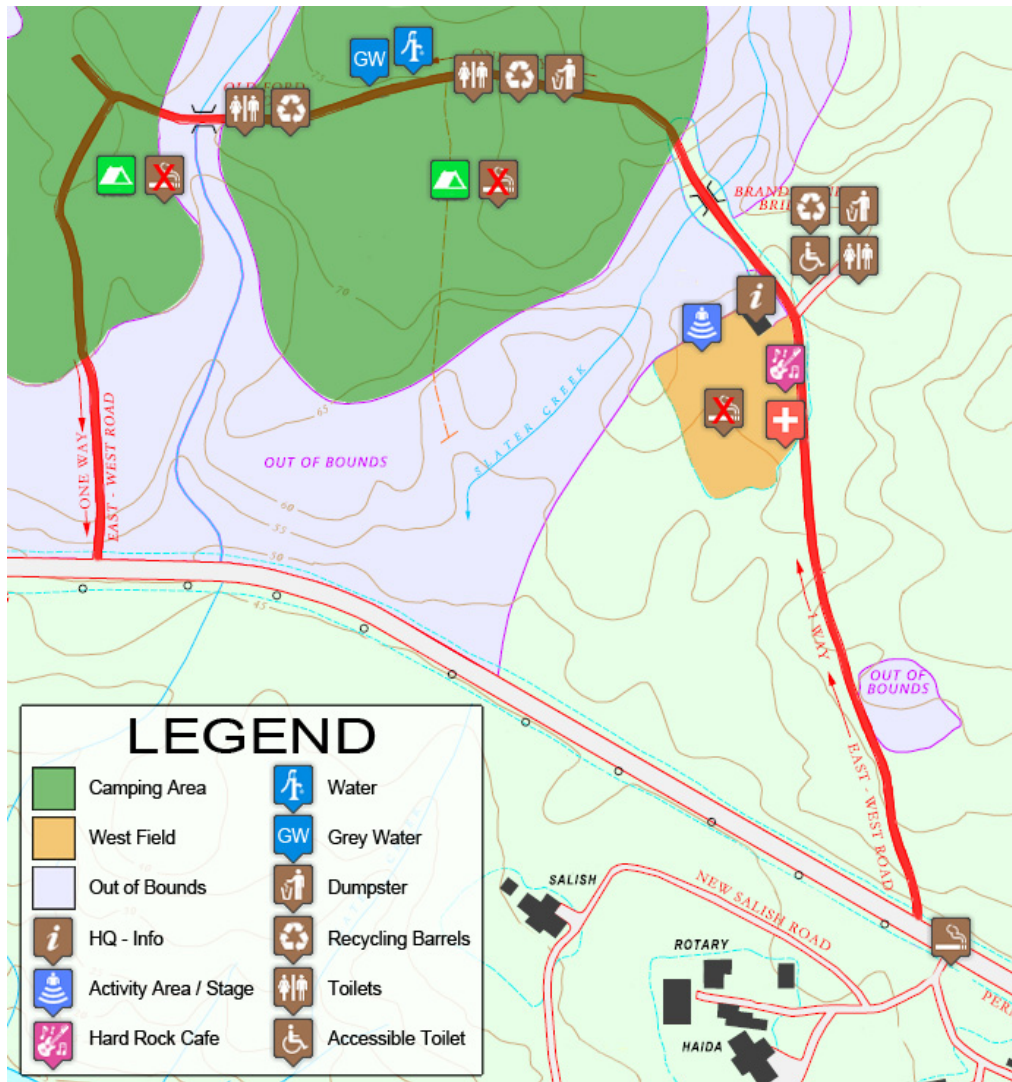 GW
75
OLD FORD
BRIDGE
70
65
SLATER CREEK
OUT OF BOUNDS
ONE WAY
EAST - WEST ROAD
60
55
50
45
1 WAY
OUT OF
BOUNDS
EAST - WEST ROAD
LEGEND
Camping Area
Water
West Field
GW
Grey Water
Out of Bounds
Dumpster
HQ - Info
Recycling Barrels
Activity Area / Stage
Toilets
Hard Rock Cafe
Accessible Toilet
SALISH
NEW SALISH ROAD
ROTARY
HAIDA